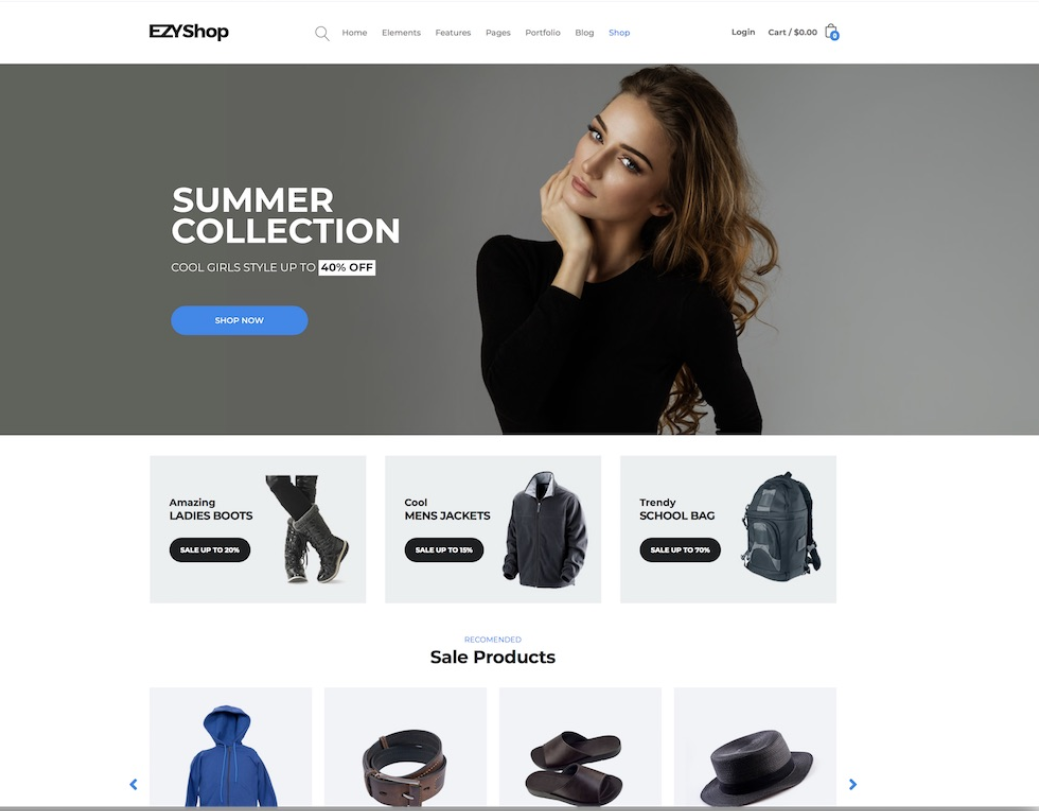 EZYShop
Home Elements Features Pages Portfolio Blog Shop
Login Cart / $0.00 0
SUMMER
COLLECTION
COOL GIRLS STYLE UP TO 40% OFF
SHOP NOW
Amazing
LADIES BOOTS
SALE UP TO 20%
Cool
MENS JACKETS
SALE UP TO 15%
Trendy
SCHOOL BAG
SALE UP TO 70%
RECOMENDED
Sale Products